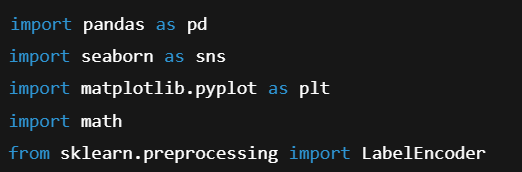 import pandas as pd
import seaborn as sns
import matplotlib.pyplot as plt
import math
from sklearn.preprocessing import LabelEncoder